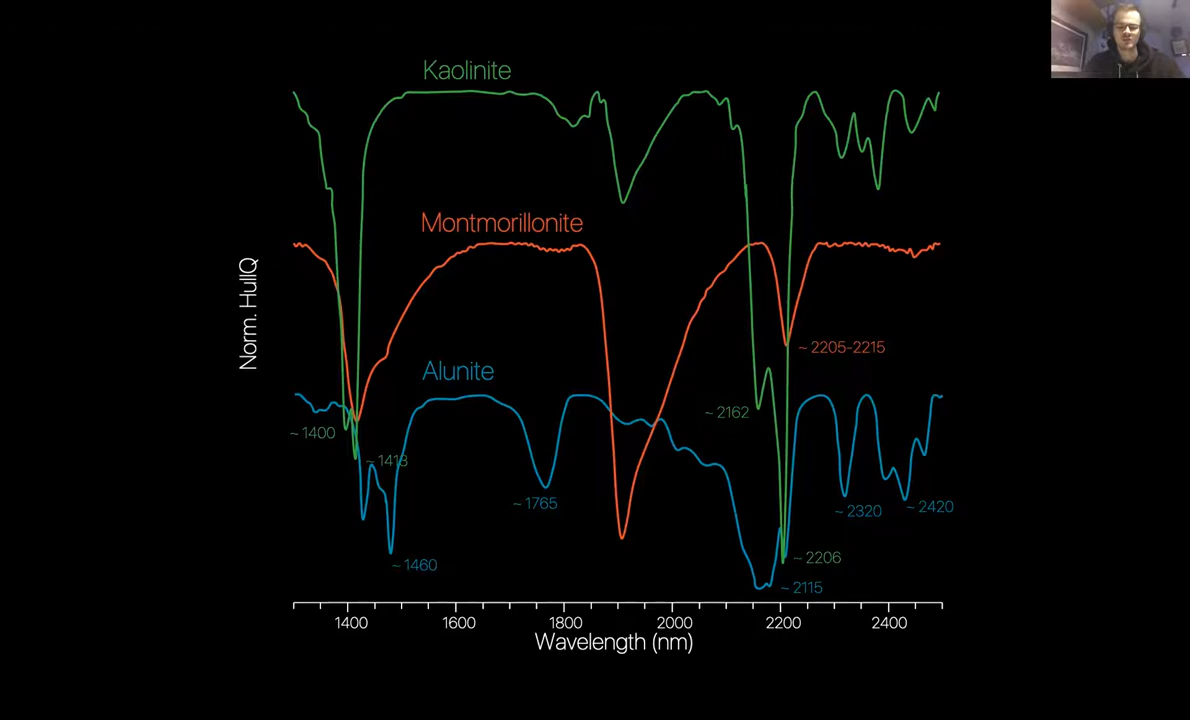 Kaolinite
Montmorillonite
Norm. HullQ
~ 2205-2215
Alunite
~ 2162
~ 1400
~ 1413
~ 1765
~ 2320
~ 2420
~ 2206
~ 1460
~ 2115
1400 1600 1800 2000 2200 2400
Wavelength (nm)